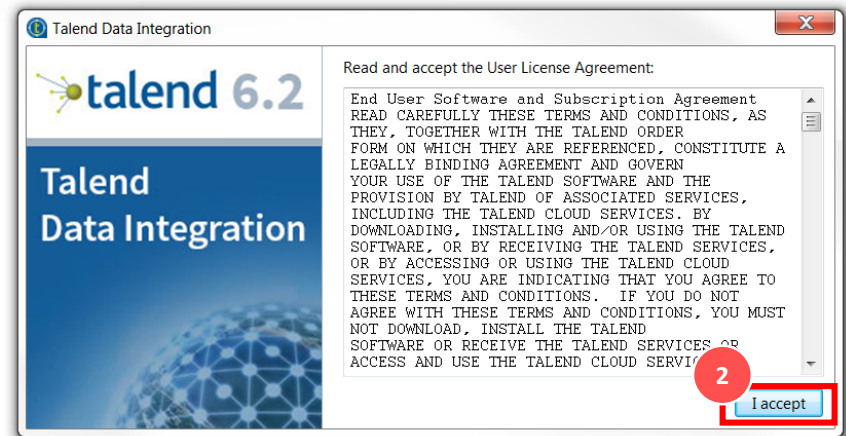 Talend Data Integration
talend 6.2
Talend
Data Integration
Read and accept the User License Agreement:
End User Software and Subscription Agreement
READ CAREFULLY THESE TERMS AND CONDITIONS, AS
THEY, TOGETHER WITH THE TALEND ORDER
FORM ON WHICH THEY ARE REFERENCED, CONSTITUTE A
LEGALLY BINDING AGREEMENT AND GOVERN
YOUR USE OF THE TALEND SOFTWARE AND THE
PROVISION BY TALEND OF ASSOCIATED SERVICES,
INCLUDING THE TALEND CLOUD SERVICES. BY
DOWNLOADING, INSTALLING AND/OR USING THE TALEND
SOFTWARE, OR BY RECEIVING THE TALEND SERVICES,
OR BY ACCESSING OR USING THE TALEND CLOUD
SERVICES, YOU ARE INDICATING THAT YOU AGREE TO
THESE TERMS AND CONDITIONS. IF YOU DO NOT
AGREE WITH THESE TERMS AND CONDITIONS, YOU MUST
NOT DOWNLOAD, INSTALL THE TALEND
SOFTWARE OR RECEIVE THE TALEND SERVICES OR
ACCESS AND USE THE TALEND CLOUD
2
I accept